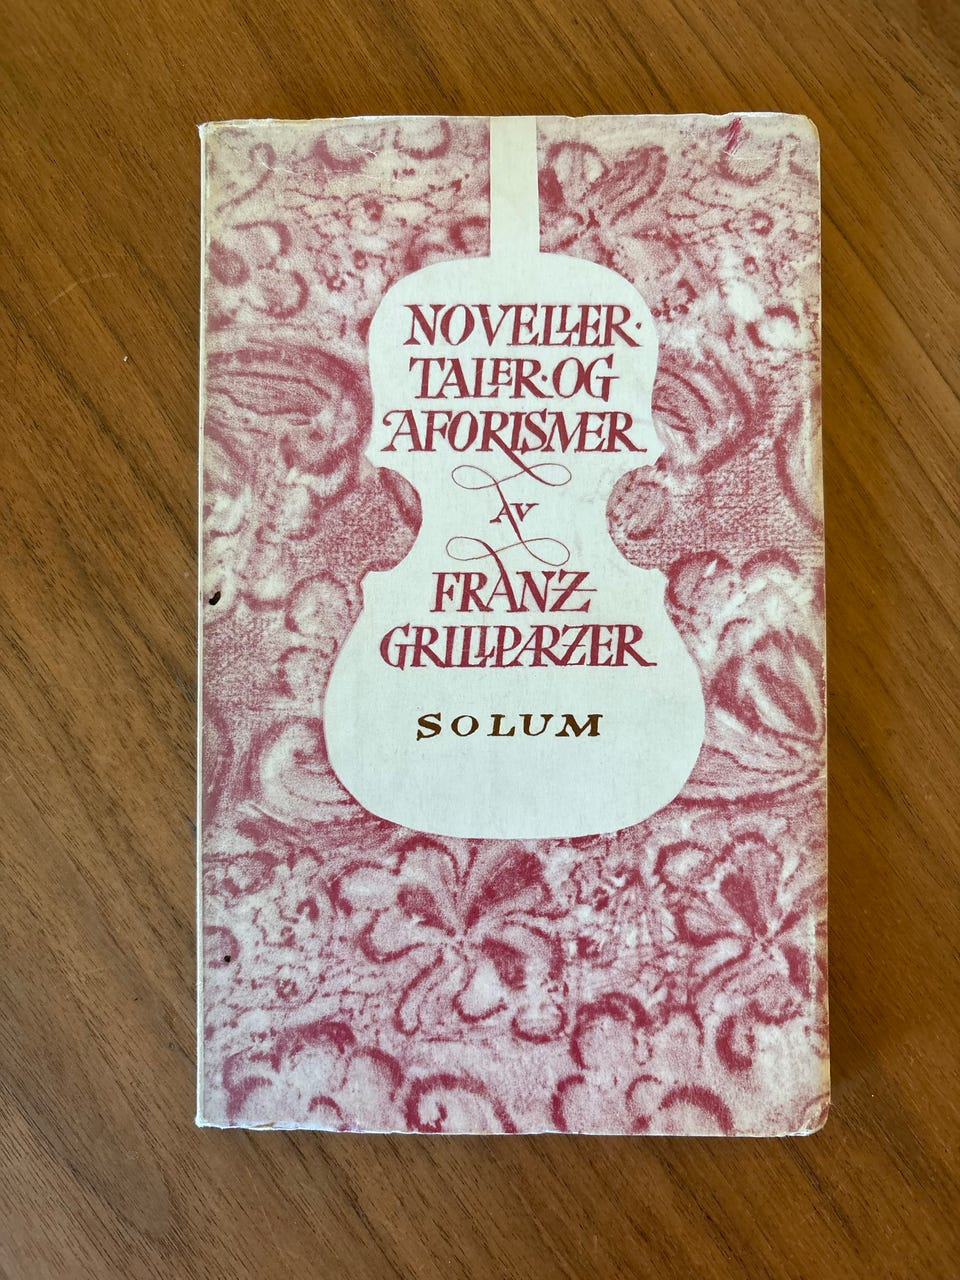 NOVELLER·
TALER·OG
AFORISMER
AV
FRANZ
GRILLPARZER
SOLUM